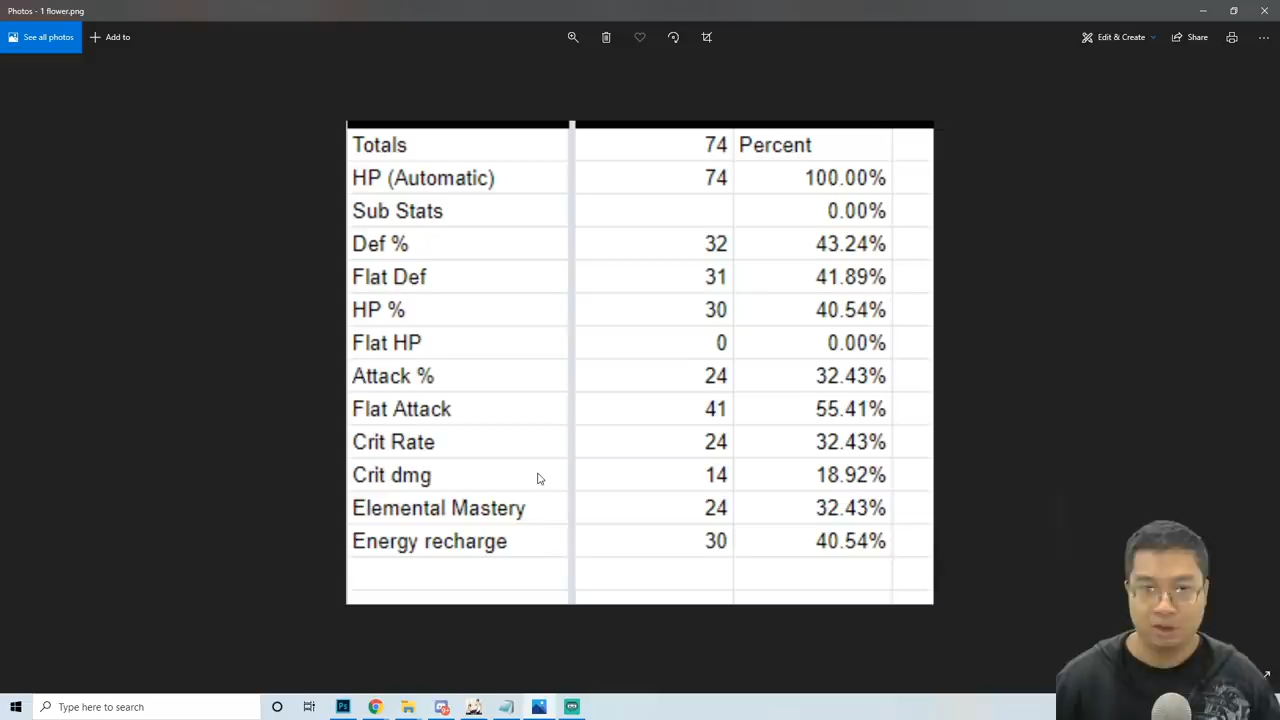 Photos - 1 flower.png
See all photos
Add to
Edit & Create
Share
Totals 74 Percent
HP (Automatic) 74 100.00%
Sub Stats 0.00%
Def % 32 43.24%
Flat Def 31 41.89%
HP % 30 40.54%
Flat HP 0 0.00%
Attack % 24 32.43%
Flat Attack 41 55.41%
Crit Rate 24 32.43%
Crit dmg 14 18.92%
Elemental Mastery 24 32.43%
Energy recharge 30 40.54%
Ps
Type here to search